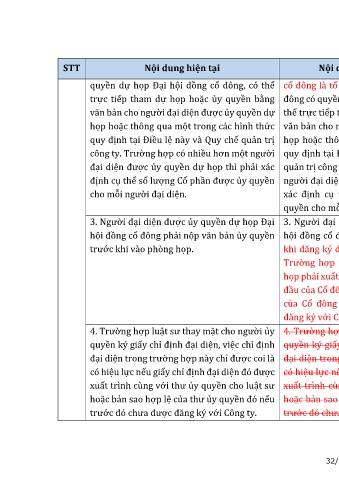 STT Nội dung hiện tại Nội
quyền dự họp Đại hội đồng cổ đông, có thể
trực tiếp tham dự họp hoặc ủy quyền bằng
văn bản cho người đại diện được ủy quyền dự
họp hoặc thông qua một trong các hình thức
quy định tại Điều lệ này và Quy chế quản trị
công ty. Trường hợp có nhiều hơn một người
đại diện được ủy quyền dự họp thì phải xác
định cụ thể số lượng Cổ phần được ủy quyền
cho mỗi người đại diện.
cổ đông là tổ
đông có quyền
thể trực tiếp
văn bản cho
họp hoặc
quy định tại
quản trị công
người đại
xác định cụ
quyền cho
3. Người đại diện được ủy quyền dự họp Đại
hội đồng cổ đông phải nộp văn bản ủy quyền
trước khi vào phòng họp.
3. Người đại
hội đồng cổ
khi đăng ký
Trường hợp
họp phải xuất
đầu của Cổ
của Cổ đông
đăng ký với
4. Trường hợp luật sư thay mặt cho người ủy
quyền ký giấy chỉ định đại diện, việc chỉ định
đại diện trong trường hợp này chỉ được coi là
có hiệu lực nếu giấy chỉ định đại diện đó được
xuất trình cùng với thư ủy quyền cho luật sư
hoặc bản sao hợp lệ của thư ủy quyền đó nếu
trước đó chưa được đăng ký với Công ty.
4. Trường
quyền ký
đại diện
có hiệu lực
xuất trình
hoặc bản sao
trước đó
32/